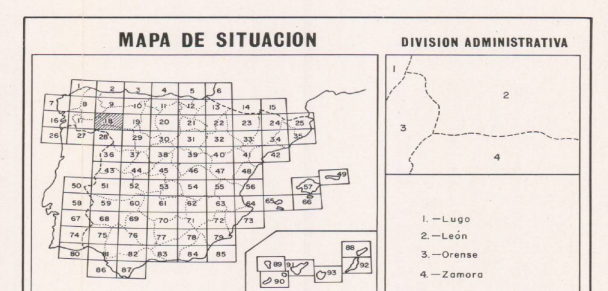 MAPA DE SITUACION
DIVISION ADMINISTRATIVA
1 2 3 4 5 6
7 8 9 10 11 12 13 14 15
16 17 18 19 20 21 22 23 24 25
26 27 28 29 30 31 32 33 34 35
36 37 38 39 40 41 42
43 44 45 46 47 48 49
50 51 52 53 54 55 56 57
58 59 60 61 62 63 64 65 66
67 68 69 70 71 72 73
74 75 76 77 78 79
80 81 82 83 84 85
86 87
88
89 91 93 92
90
1
2
3
4
1.—Lugo
2.—León
3.—Orense
4.—Zamora